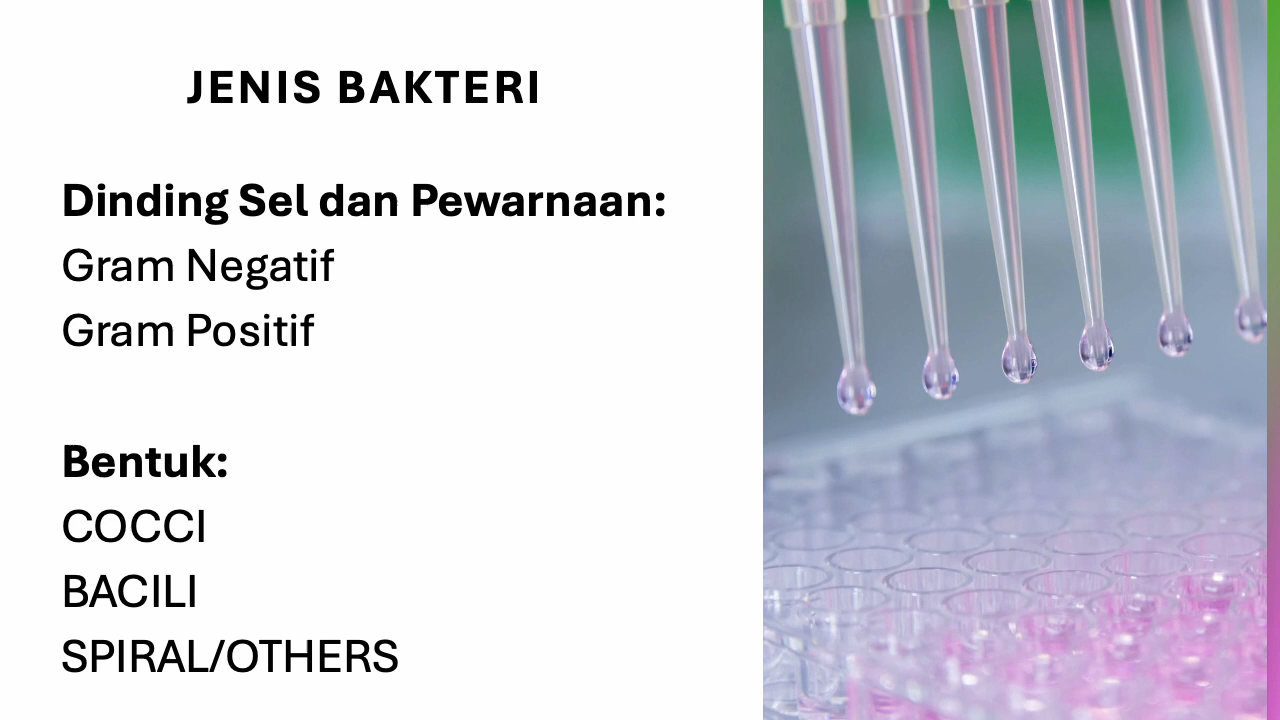 JENIS BAKTERI
Dinding Sel dan Pewarnaan:
Gram Negatif
Gram Positif
Bentuk:
COCCI
BACILI
SPIRAL/OTHERS